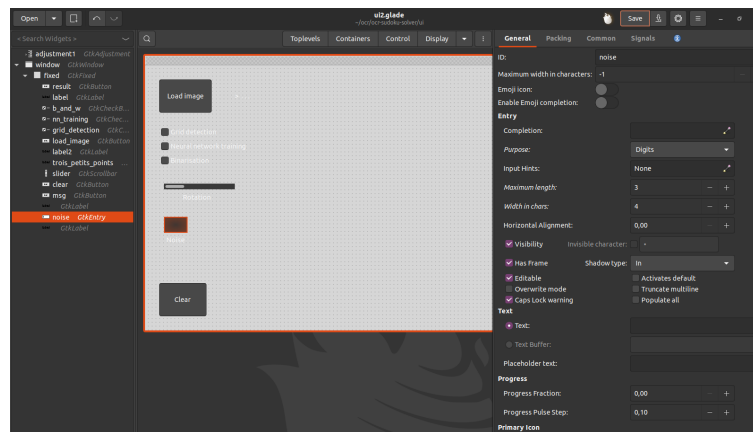 Open
ui2.glade
~/ocr/ocr-sudoku-solver/ui
Save
< Search Widgets >
Toplevels Containers Control Display
General Packing Common Signals
adjustment1 GtkAdjustment
window GtkWindow
fixed GtkFixed
result GtkButton
label GtkLabel
b_and_w GtkCheckB...
nn_training GtkChec...
grid_detection GtkC...
load_image GtkButton
label2 GtkLabel
trois_petits_points ...
slider GtkScrollbar
clear GtkButton
msg GtkButton
GtkLabel
noise GtkEntry
GtkLabel
Load image
Grid detection
Neural network training
Binarisation
Rotation
Noise
Clear
ID: noise
Maximum width in characters: -1
Emoji icon:
Enable Emoji completion:
Entry
Completion:
Purpose: Digits
Input Hints: None
Maximum length: 3
Width in chars: 4
Horizontal Alignment: 0,00
Visibility Invisible character:
Has Frame Shadow type: In
Editable Activates default
Overwrite mode Truncate multiline
Caps Lock warning Populate all
Text
Text:
Text Buffer:
Placeholder text:
Progress
Progress Fraction: 0,00
Progress Pulse Step: 0,10
Primary Icon